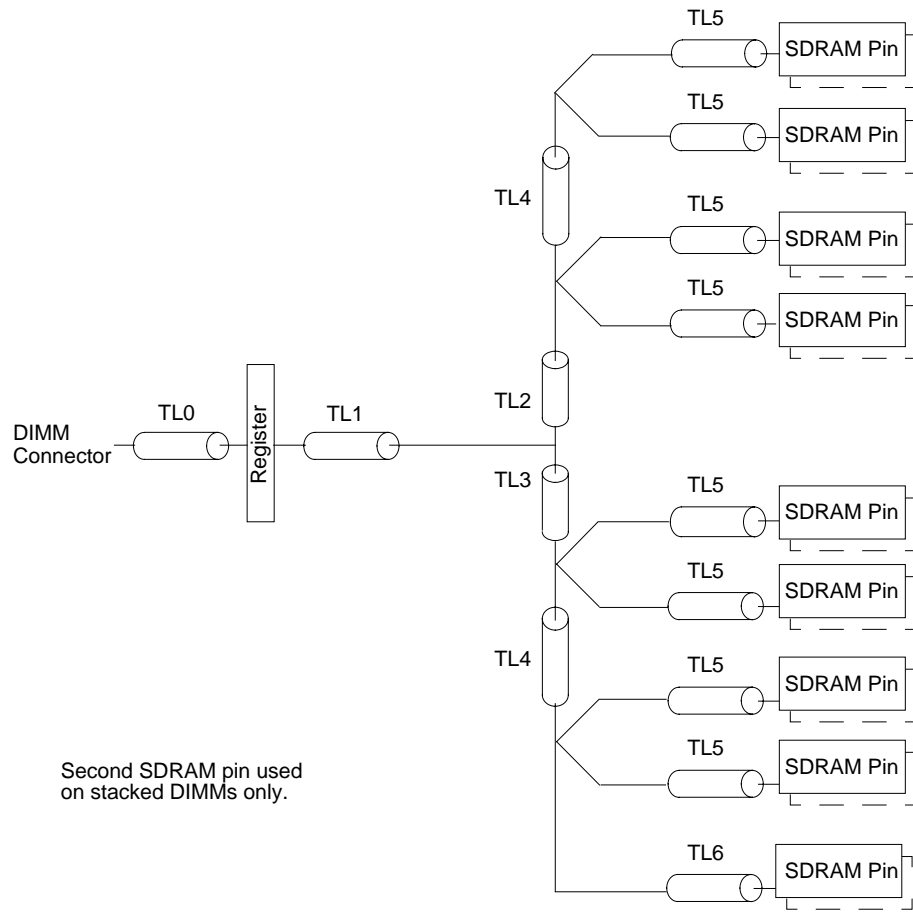 TL5
SDRAM Pin
TL5
SDRAM Pin
TL4
TL5
SDRAM Pin
TL5
SDRAM Pin
TL2
DIMM
Connector
TL0
Register
TL1
TL3
TL5
SDRAM Pin
TL5
SDRAM Pin
TL4
TL5
SDRAM Pin
TL5
SDRAM Pin
Second SDRAM pin used
on stacked DIMMs only.
TL6
SDRAM Pin